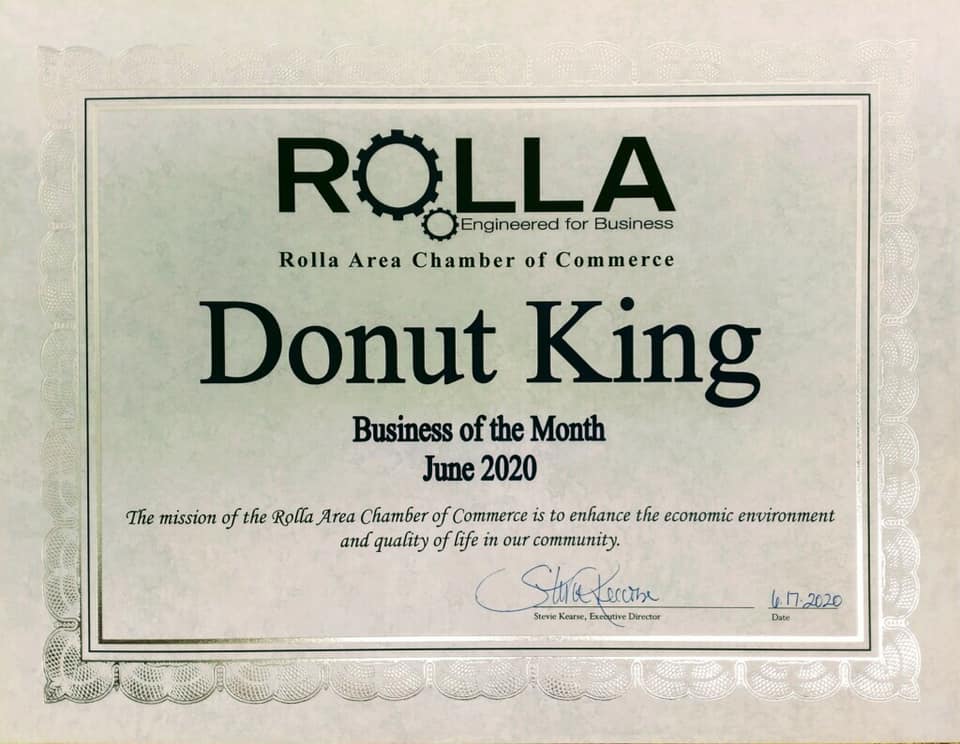 ROLLA
Engineered for Business
Rolla Area Chamber of Commerce
Donut King
Business of the Month
June 2020
The mission of the Rolla Area Chamber of Commerce is to enhance the economic environment
and quality of life in our community.
Stevie Kearse 6.17.2020
Stevie Kearse, Executive Director Date